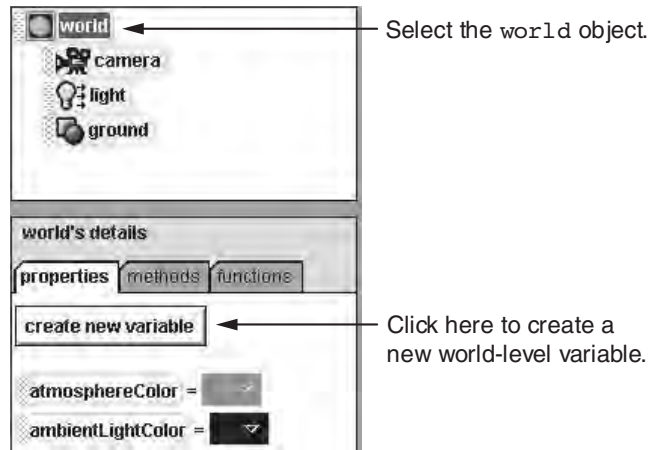 world
Select the world object.
camera
light
ground
world's details
properties methods functions
create new variable
Click here to create a
new world-level variable.
atmosphereColor =
ambientLightColor =